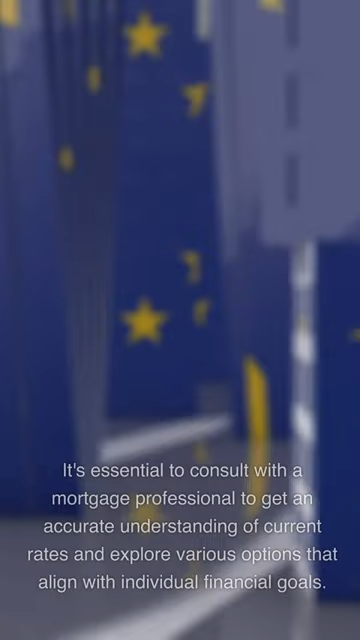 It's essential to consult with a
mortgage professional to get an
accurate understanding of current
rates and explore various options that
align with individual financial goals.